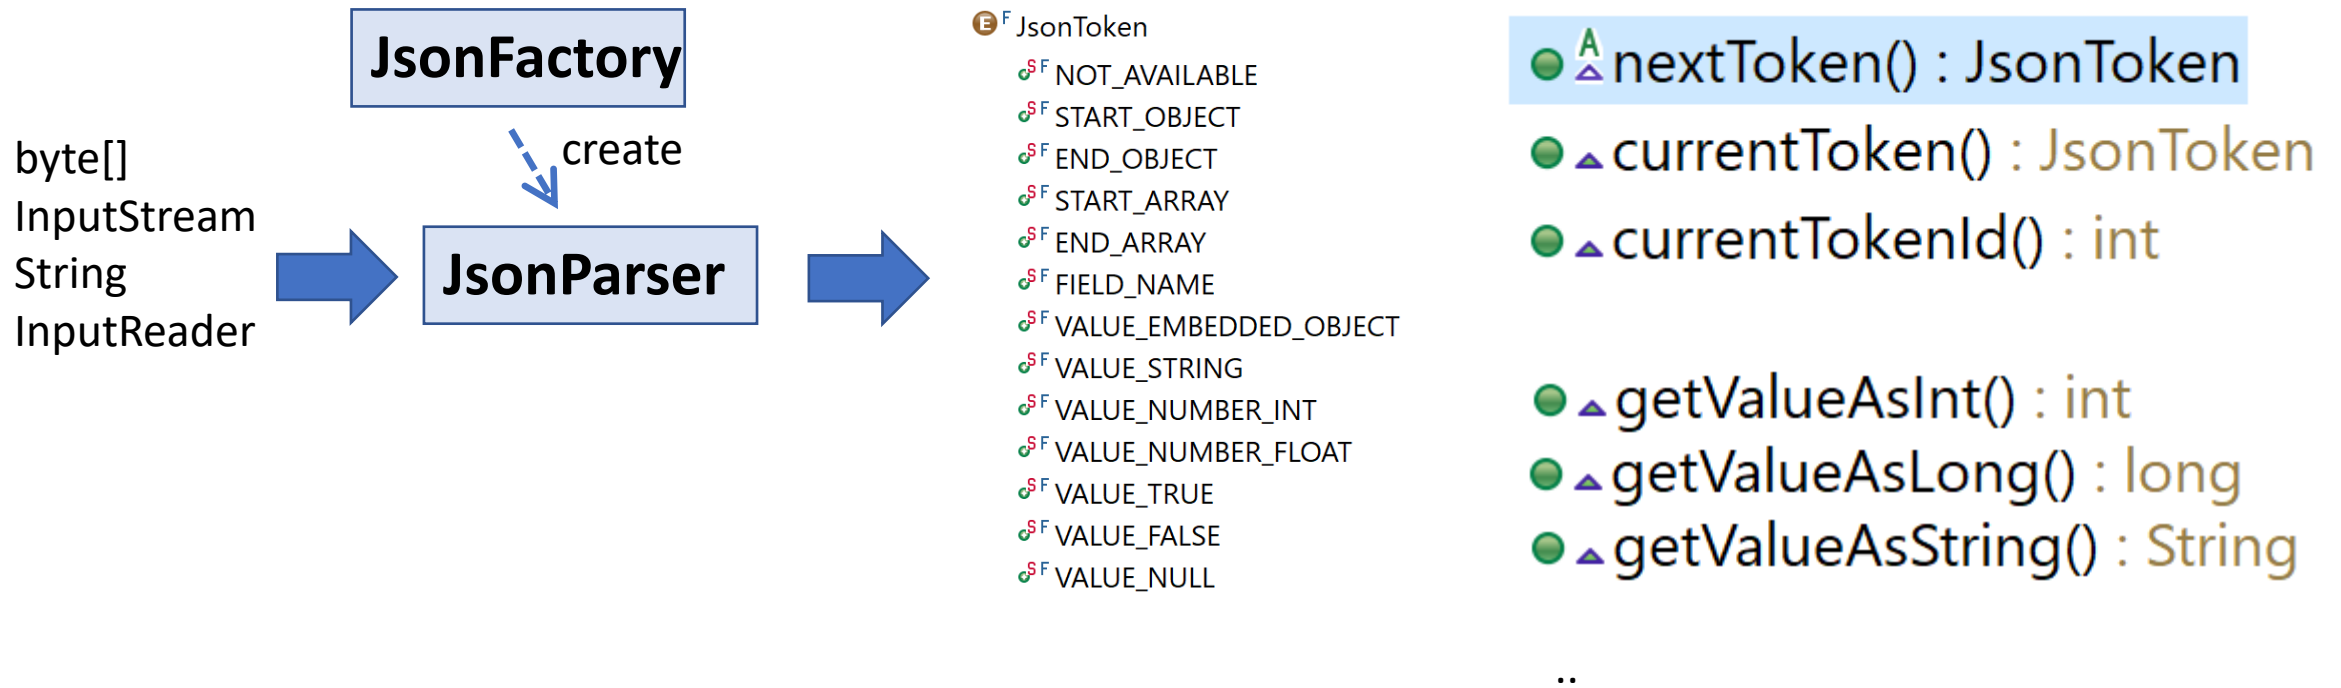 JsonFactory
create
byte[]
InputStream
String
InputReader
JsonParser
E F JsonToken
S F NOT_AVAILABLE
S F START_OBJECT
S F END_OBJECT
S F START_ARRAY
S F END_ARRAY
S F FIELD_NAME
S F VALUE_EMBEDDED_OBJECT
S F VALUE_STRING
S F VALUE_NUMBER_INT
S F VALUE_NUMBER_FLOAT
S F VALUE_TRUE
S F VALUE_FALSE
S F VALUE_NULL
A nextToken() : JsonToken
currentToken() : JsonToken
currentTokenId() : int
getValueAsInt() : int
getValueAsLong() : long
getValueAsString() : String
..